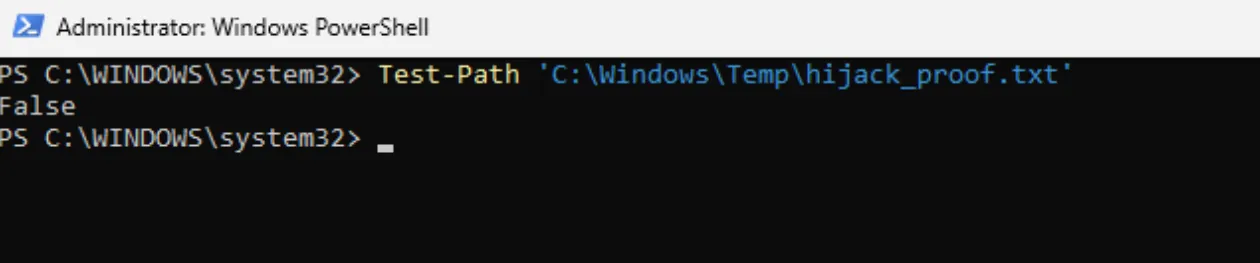 Administrator: Windows PowerShell
PS C:\WINDOWS\system32> Test-Path 'C:\Windows\Temp\hijack_proof.txt'
False
PS C:\WINDOWS\system32>